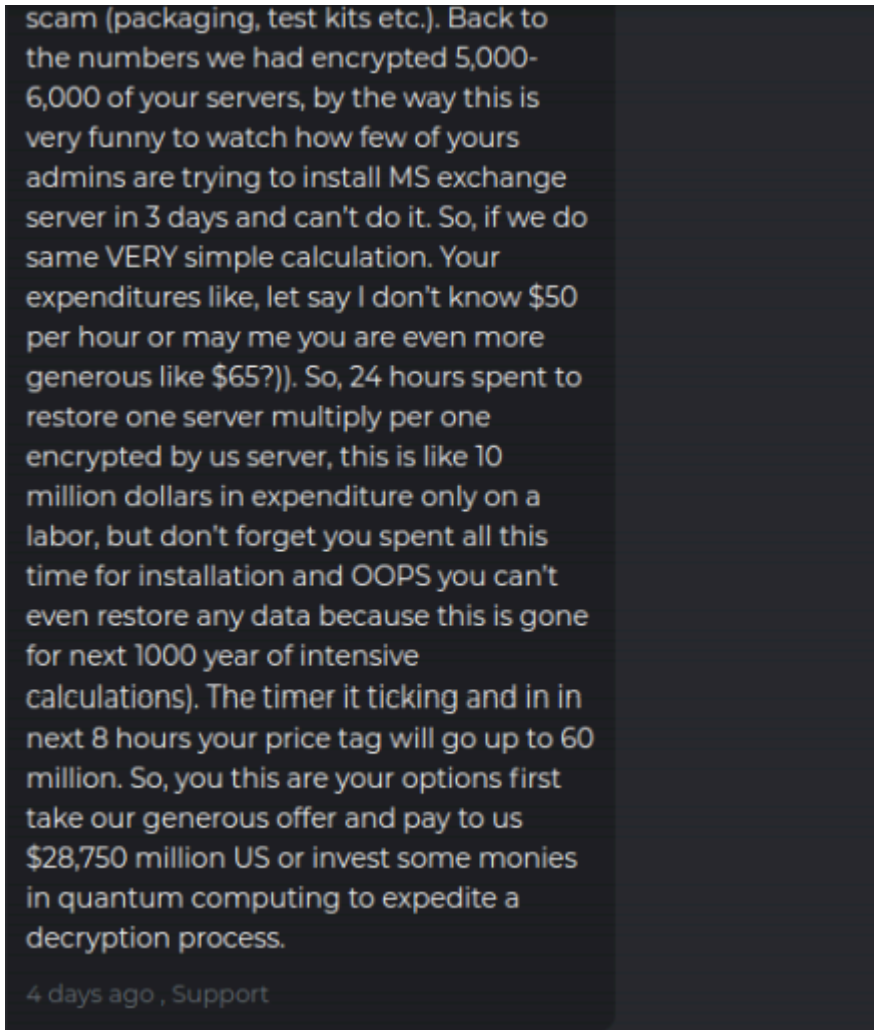 scam (packaging, test kits etc.). Back to
the numbers we had encrypted 5,000-
6,000 of your servers, by the way this is
very funny to watch how few of yours
admins are trying to install MS exchange
server in 3 days and can't do it. So, if we do
same VERY simple calculation. Your
expenditures like, let say I don't know $50
per hour or may me you are even more
generous like $65?)). So, 24 hours spent to
restore one server multiply per one
encrypted by us server, this is like 10
million dollars in expenditure only on a
labor, but don't forget you spent all this
time for installation and OOPS you can't
even restore any data because this is gone
for next 1000 year of intensive
calculations). The timer it ticking and in in
next 8 hours your price tag will go up to 60
million. So, you this are your options first
take our generous offer and pay to us
$28,750 million US or invest some monies
in quantum computing to expedite a
decryption process.
4 days ago , Support